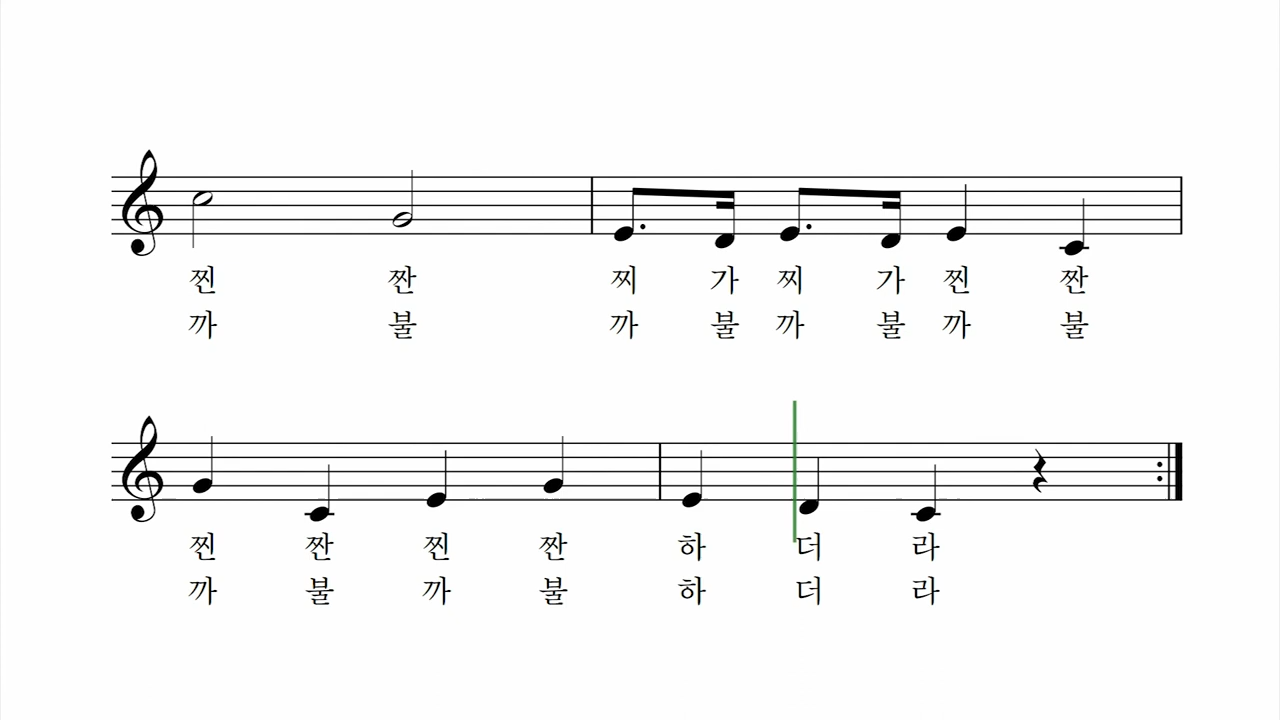 찐 짠 찌 가 찌 가 찐 짠
까 불 까 불 까 불 까 불
찐 짠 찐 짠 하 더 라
까 불 까 불 하 더 라